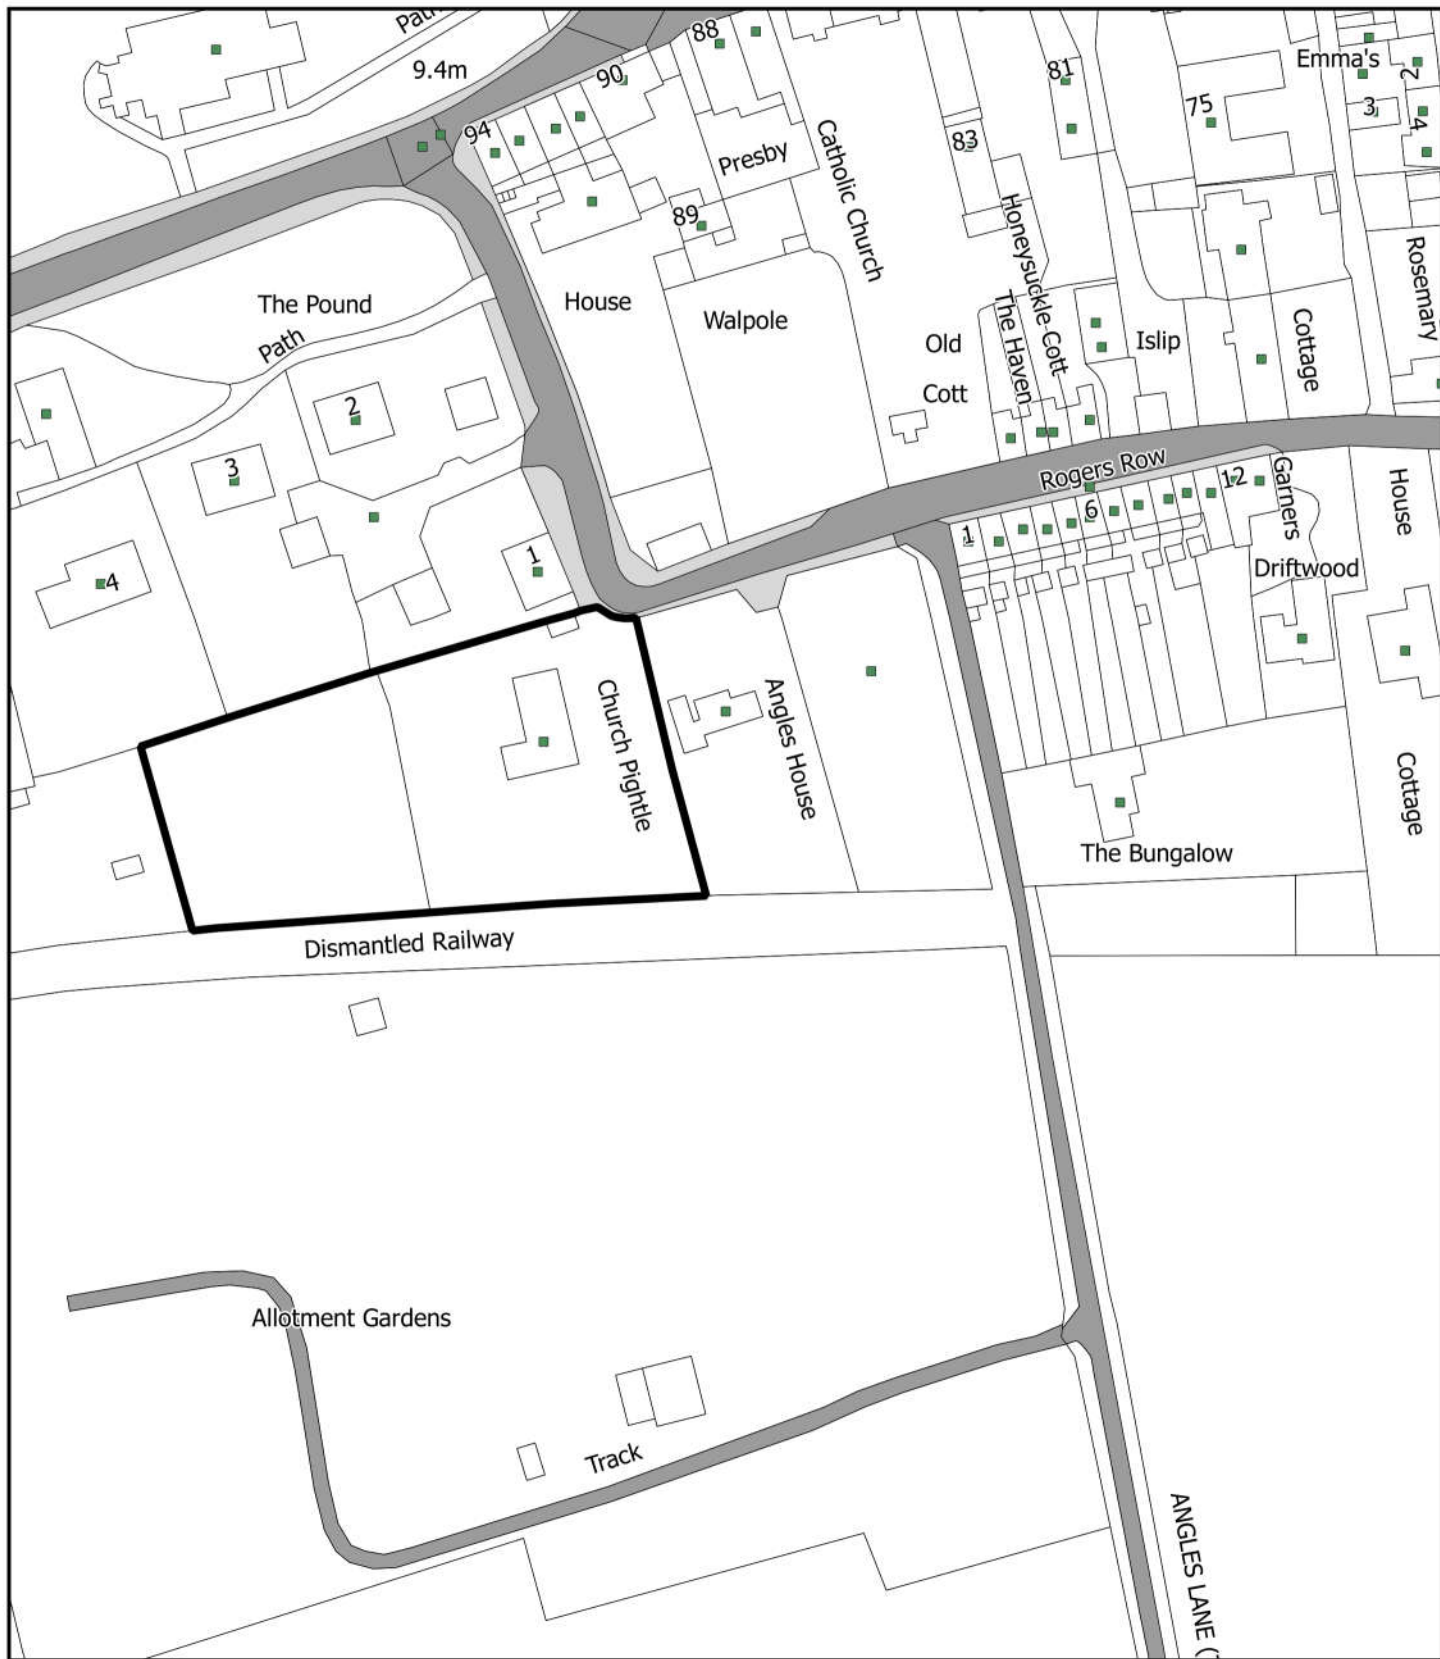 Path
9.4m
88
90
94
81
75
Emma's
2
3
4
83
Presby
Catholic Church
89
Honeysuckle Cott
The Pound
House
Walpole
Path
The Haven
Old
Cott
Islip
Cottage
Rosemary
2
3
Rogers Row
12
Garners
House
6
1
1
4
Driftwood
Church Pightle
Angles House
Cottage
The Bungalow
Dismantled Railway
Allotment Gardens
Track
ANGLES LANE (